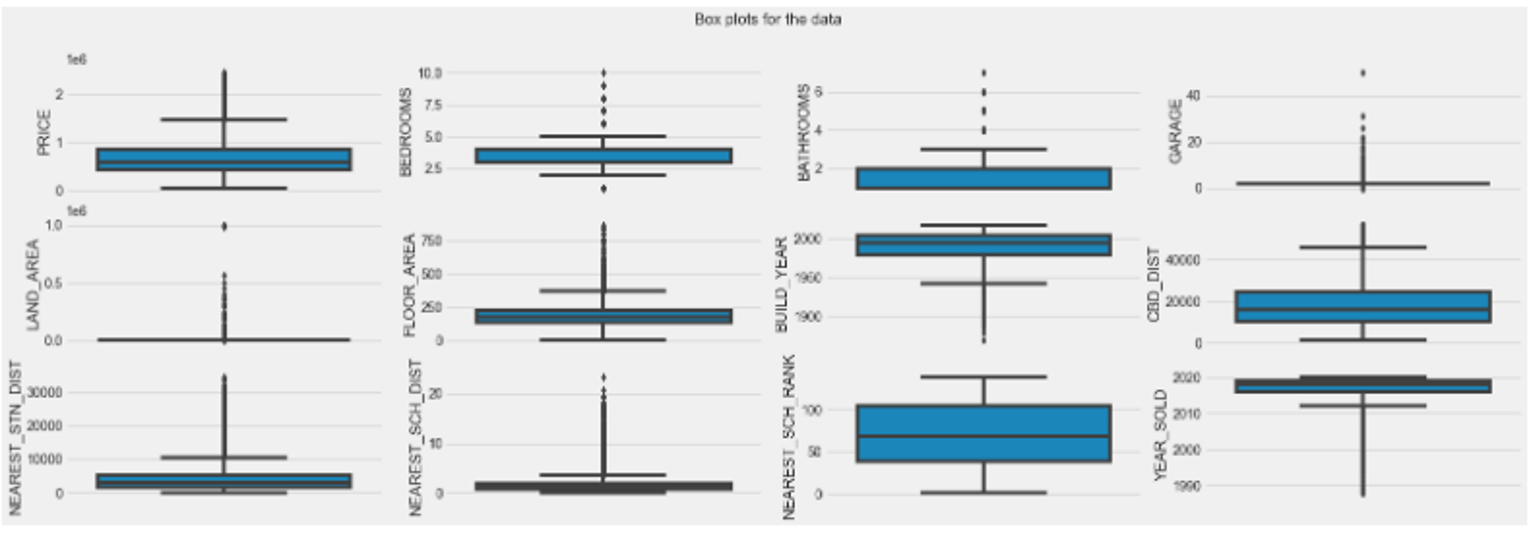 Box plots for the data
1e6
PRICE
2
1
0
BEDROOMS
10.0
7.5
5.0
2.5
BATHROOMS
6
4
2
GARAGE
40
20
0
1e6
LAND_AREA
1.0
0.5
0.0
FLOOR_AREA
750
500
250
0
BUILD_YEAR
2000
1950
1900
CBD_DIST
40000
20000
0
NEAREST_STN_DIST
30000
20000
10000
0
NEAREST_SCH_DIST
20
10
0
NEAREST_SCH_RANK
100
50
0
YEAR_SOLD
2020
2010
2000
1990